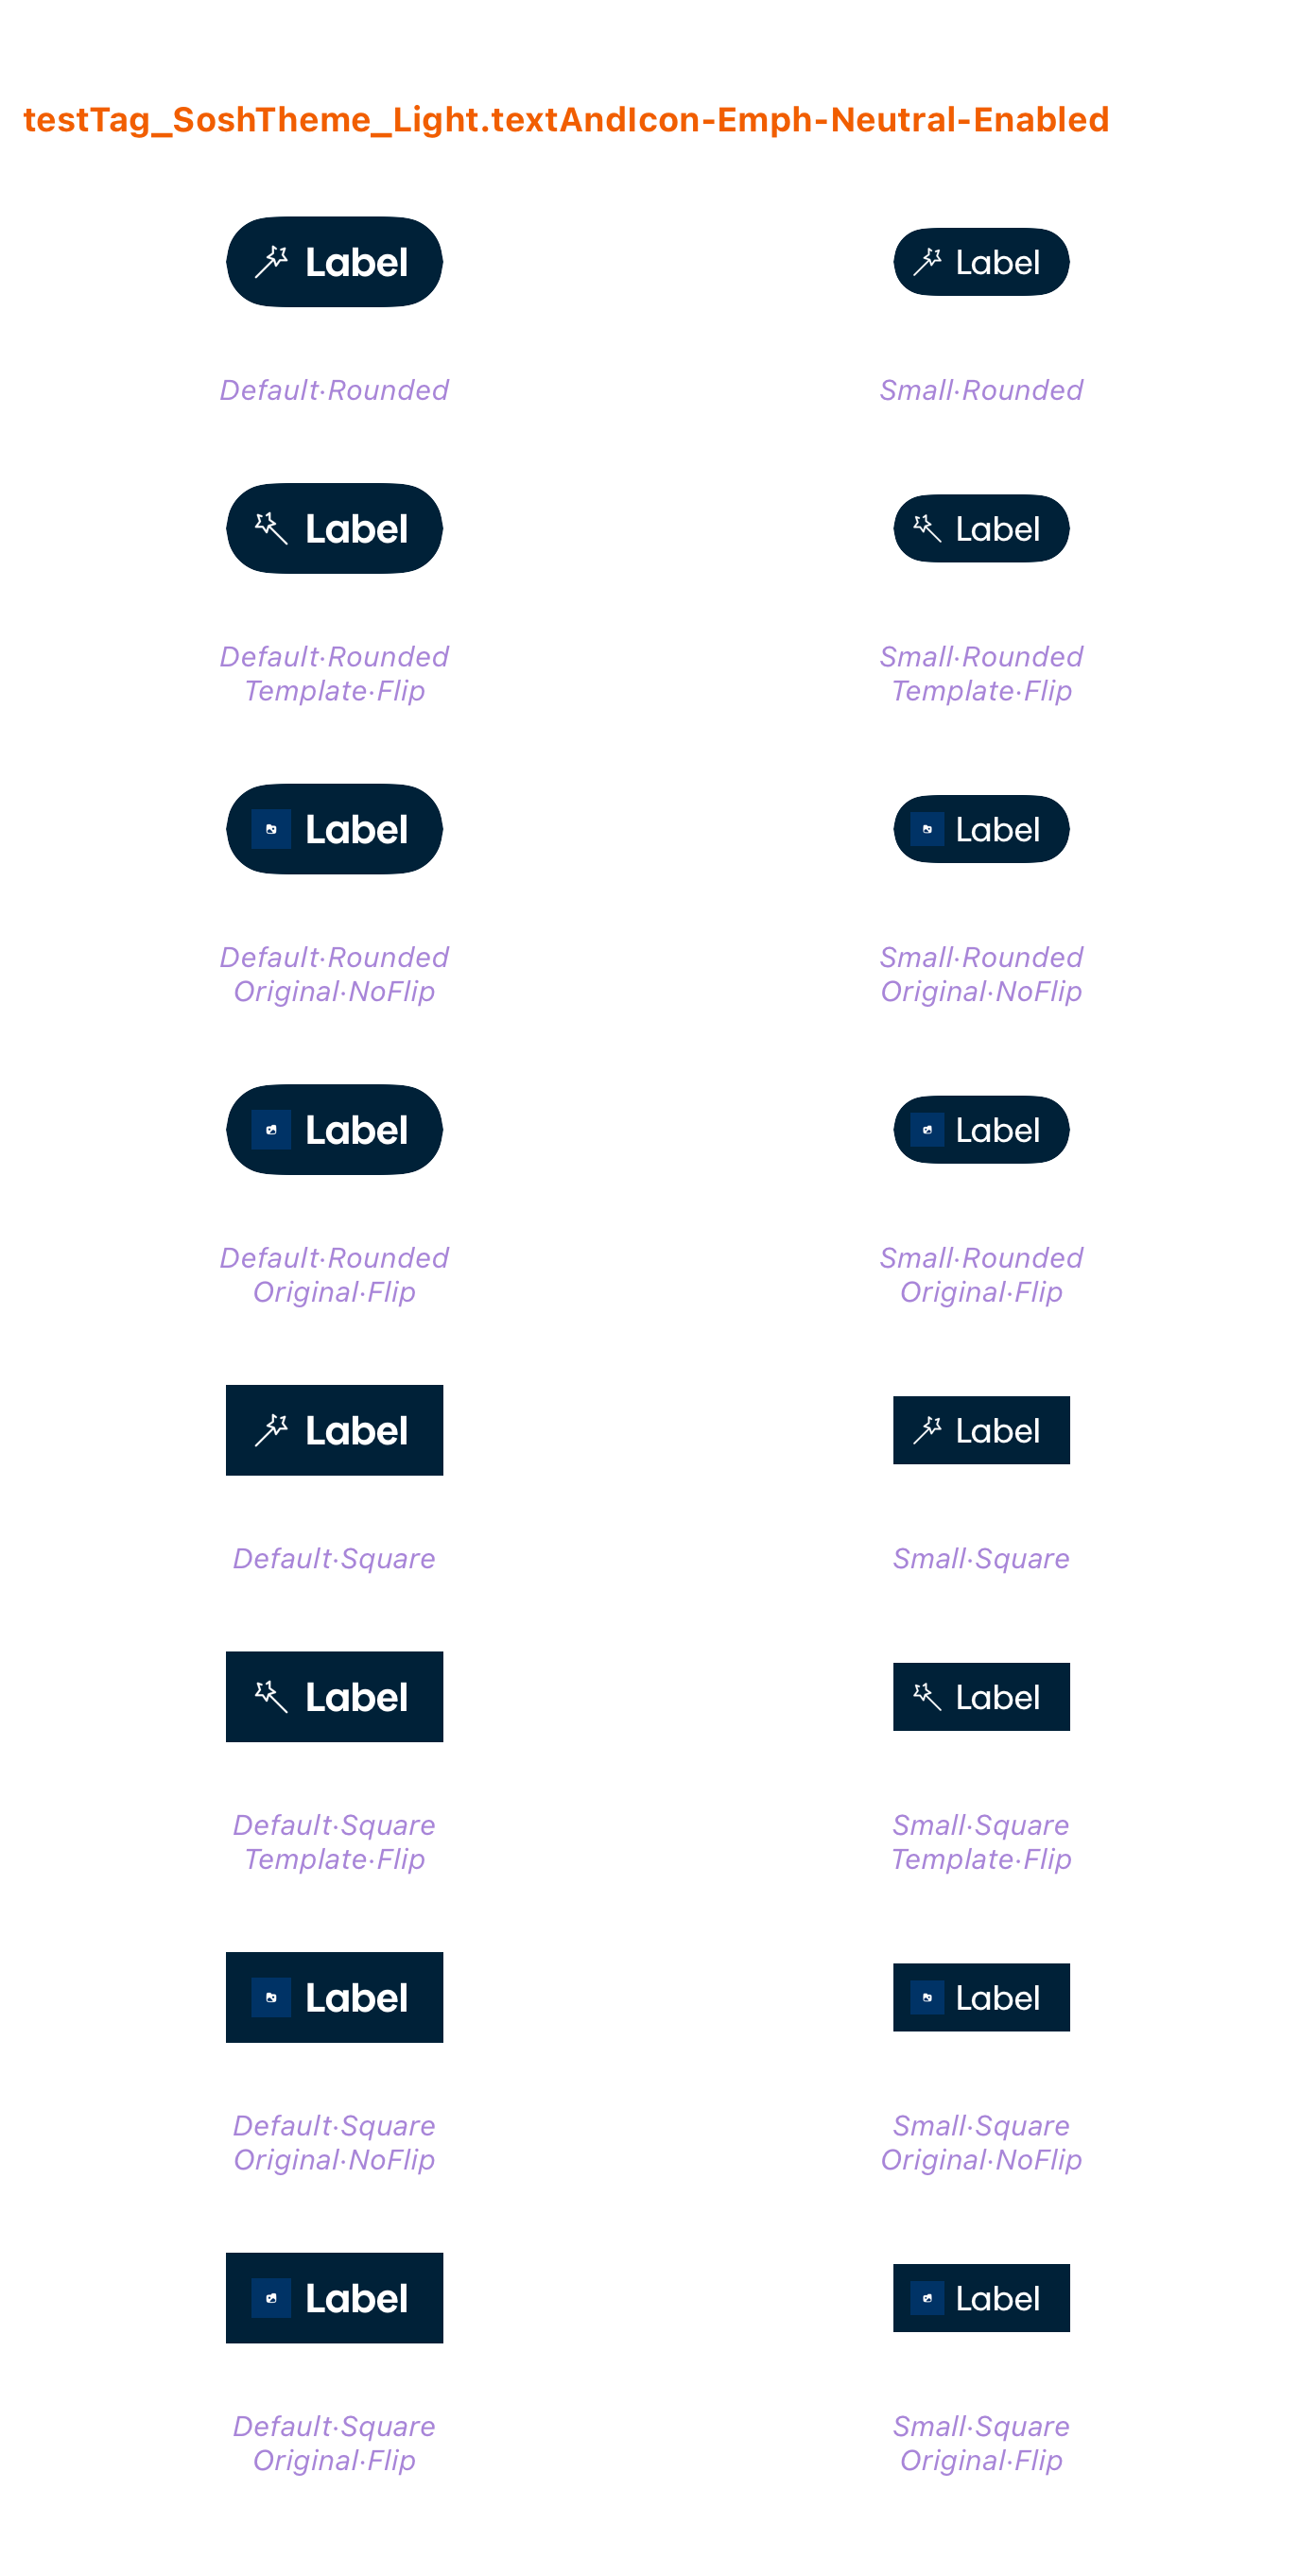 testTag_SoshTheme_Light.textAndIcon-Emph-Neutral-Enabled
Label
Label
Default·Rounded
Small·Rounded
Label
Label
Default·Rounded
Template·Flip
Small·Rounded
Template·Flip
Label
Label
Default·Rounded
Original·NoFlip
Small·Rounded
Original·NoFlip
Label
Label
Default·Rounded
Original·Flip
Small·Rounded
Original·Flip
Label
Label
Default·Square
Small·Square
Label
Label
Default·Square
Template·Flip
Small·Square
Template·Flip
Label
Label
Default·Square
Original·NoFlip
Small·Square
Original·NoFlip
Label
Label
Default·Square
Original·Flip
Small·Square
Original·Flip